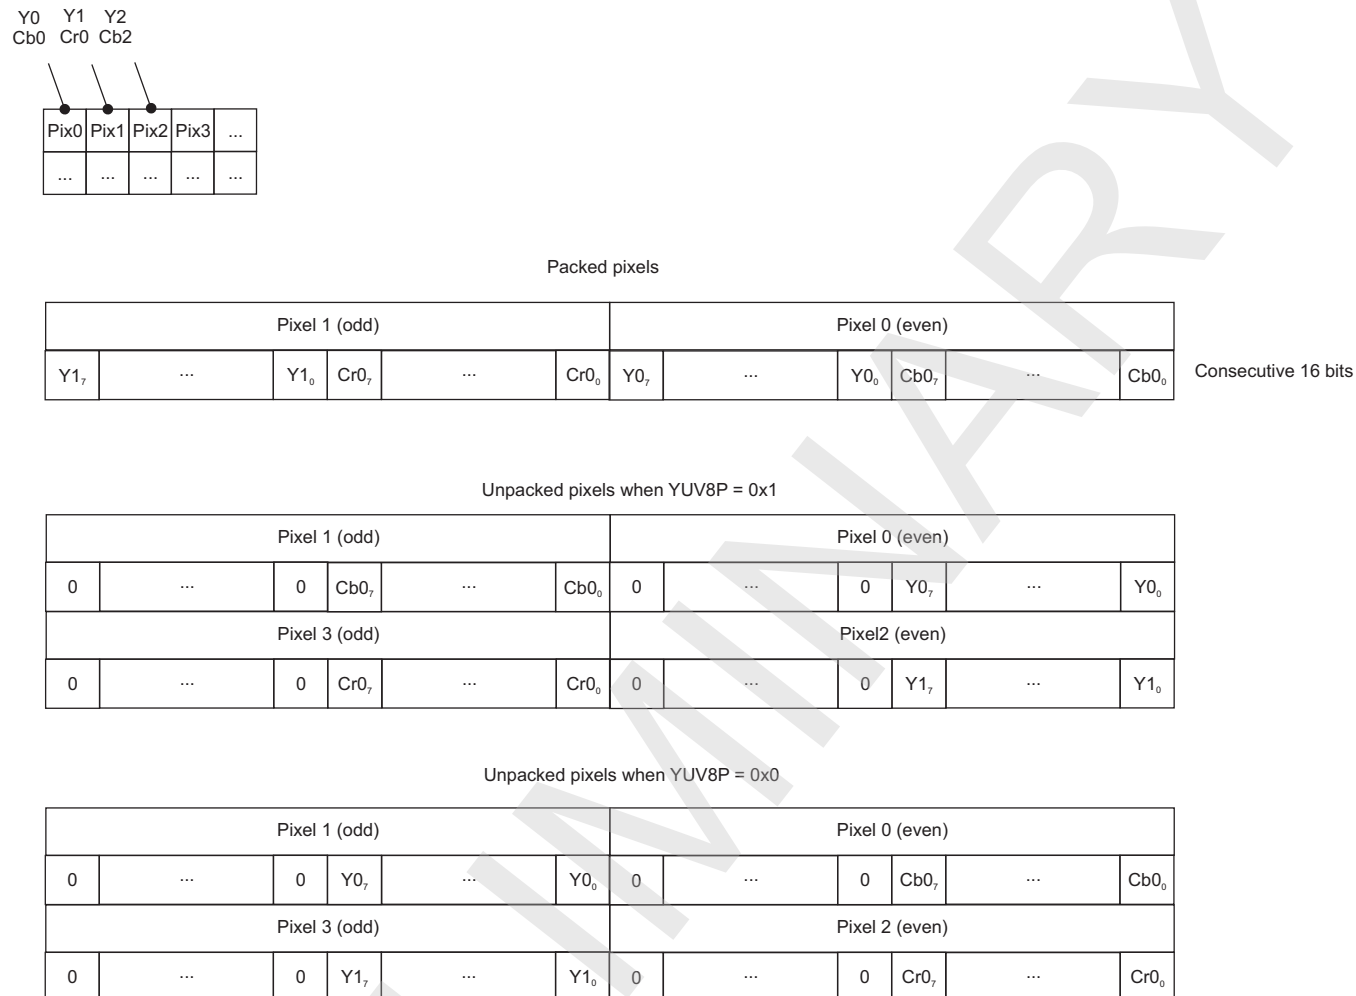 Y0 Y1 Y2
Cb0 Cr0 Cb2
Pix0 Pix1 Pix2 Pix3 ...
... ... ... ... ...
Packed pixels
Pixel 1 (odd) Pixel 0 (even)
Y1₇ ... Y1₀ Cr0₇ ... Cr0₀ Y0₇ ... Y0₀ Cb0₇ ... Cb0₀ Consecutive 16 bits
Unpacked pixels when YUV8P = 0x1
Pixel 1 (odd) Pixel 0 (even)
0 ... 0 Cb0₇ ... Cb0₀ 0 ... 0 Y0₇ ... Y0₀
Pixel 3 (odd) Pixel2 (even)
0 ... 0 Cr0₇ ... Cr0₀ 0 ... 0 Y1₇ ... Y1₀
Unpacked pixels when YUV8P = 0x0
Pixel 1 (odd) Pixel 0 (even)
0 ... 0 Y0₇ ... Y0₀ 0 ... 0 Cb0₇ ... Cb0₀
Pixel 3 (odd) Pixel 2 (even)
0 ... 0 Y1₇ ... Y1₀ 0 ... 0 Cr0₇ ... Cr0₀
IMINARY